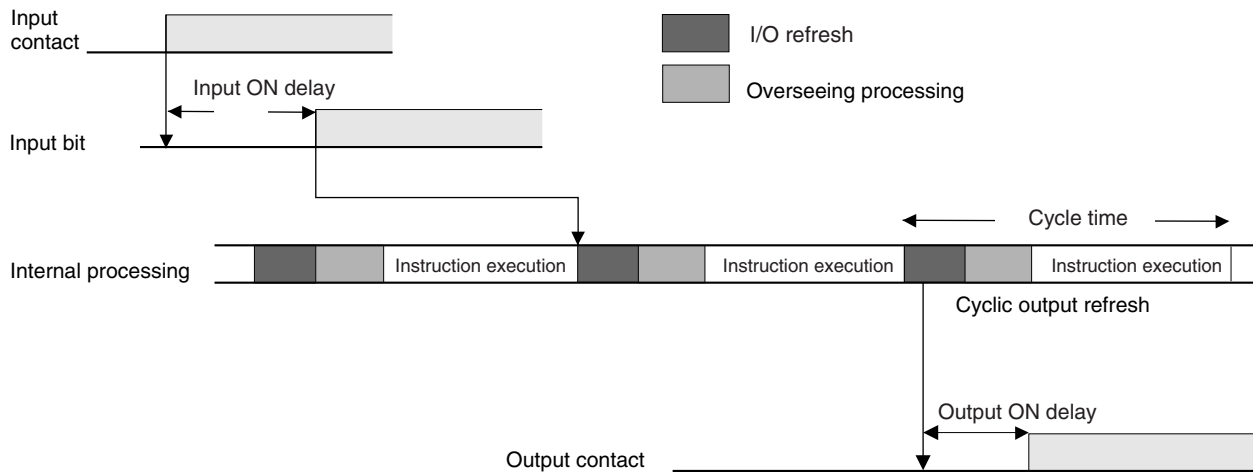 Input
contact
I/O refresh
Overseeing processing
Input ON delay
Input bit
Cycle time
Internal processing
Instruction execution
Instruction execution
Instruction execution
Cyclic output refresh
Output ON delay
Output contact